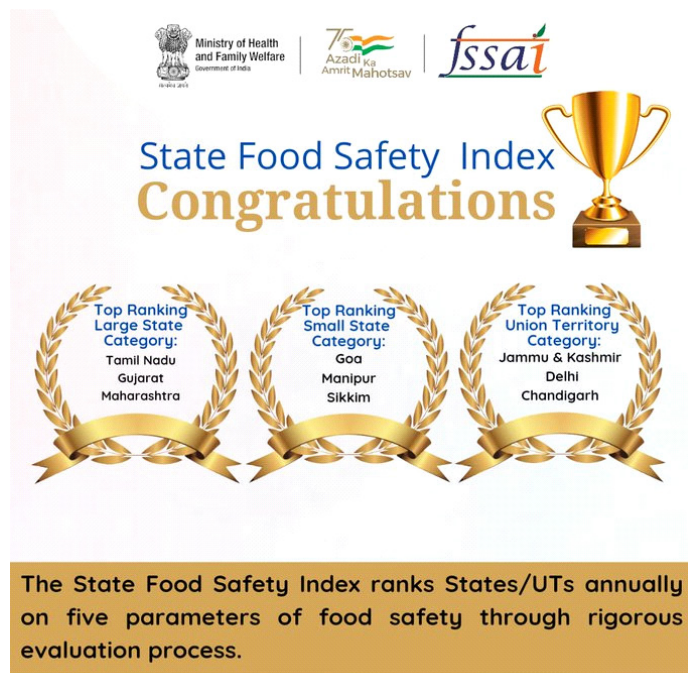 Ministry of Health
and Family Welfare
Government of India
75
Azadi Ka
Amrit Mahotsav
fssai
State Food Safety Index
Congratulations
Top Ranking
Large State
Category:
Tamil Nadu
Gujarat
Maharashtra
Top Ranking
Small State
Category:
Goa
Manipur
Sikkim
Top Ranking
Union Territory
Category:
Jammu & Kashmir
Delhi
Chandigarh
The State Food Safety Index ranks States/UTs annually
on five parameters of food safety through rigorous
evaluation process.